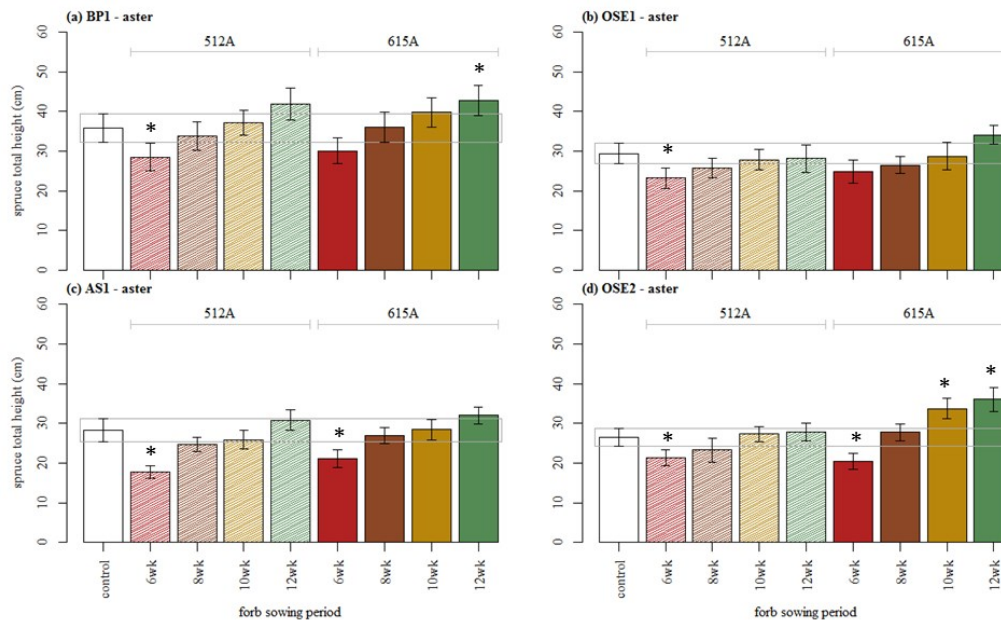 (a) BP1 - aster
512A
615A
spruce total height (cm)
60
50
40
30
20
10
0
*
*
(b) OSE1 - aster
512A
615A
60
50
40
30
20
10
0
*
(c) AS1 - aster
512A
615A
spruce total height (cm)
60
50
40
30
20
10
0
*
*
control
6wk
8wk
10wk
12wk
6wk
8wk
10wk
12wk
forb sowing period
(d) OSE2 - aster
512A
615A
60
50
40
30
20
10
0
*
*
*
*
control
6wk
8wk
10wk
12wk
6wk
8wk
10wk
12wk
forb sowing period